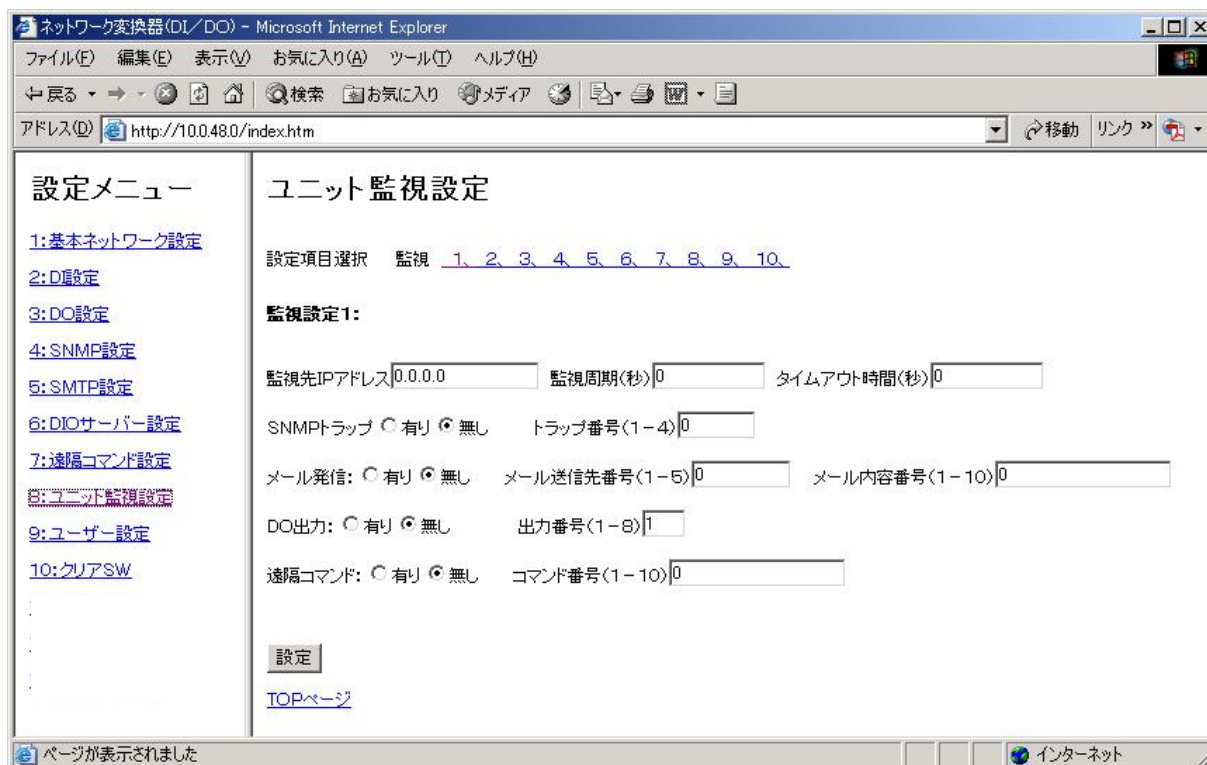 ネットワーク変換器(DI/DO) - Microsoft Internet Explorer
ファイル(F) 編集(E) 表示(V) お気に入り(A) ツール(T) ヘルプ(H)
戻る 検索 お気に入り メディア
アドレス(D) http://10.0.48.0/index.htm 移動 リンク »
設定メニュー
1:基本ネットワーク設定
2:DI設定
3:DO設定
4:SNMP設定
5:SMTP設定
6:DIOサーバー設定
7:遠隔コマンド設定
8:ユニット監視設定
9:ユーザー設定
10:クリアSW
ユニット監視設定
設定項目選択 監視 1、 2、 3、 4、 5、 6、 7、 8、 9、 10、
監視設定1:
監視先IPアドレス 0.0.0.0 監視周期(秒) 0 タイムアウト時間(秒) 0
SNMPトラップ 有り 無し トラップ番号(1-4) 0
メール発信: 有り 無し メール送信先番号(1-5) 0 メール内容番号(1-10) 0
DO出力: 有り 無し 出力番号(1-8) 1
遠隔コマンド: 有り 無し コマンド番号(1-10) 0
設定
TOPページ
ページが表示されました インターネット